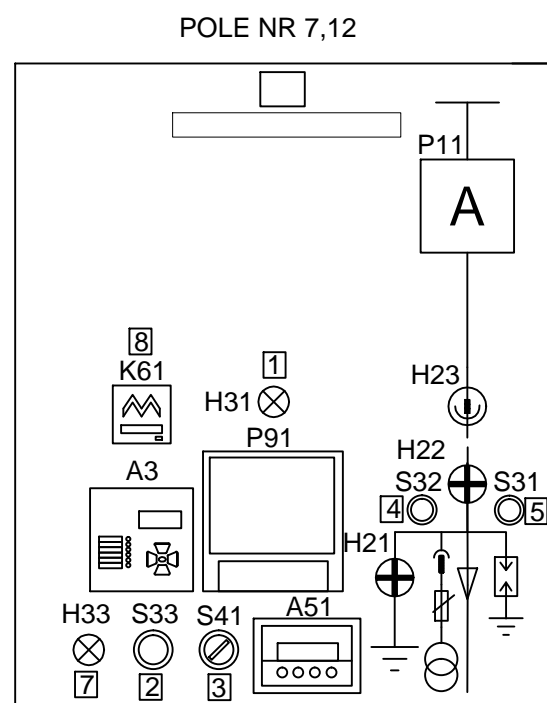 POLE NR 7,12
P11
A
8
K61
1
H31
H23
P91
H22
A3
S32
S31
4
5
H21
H33
S33
S41
A51
7
2
3